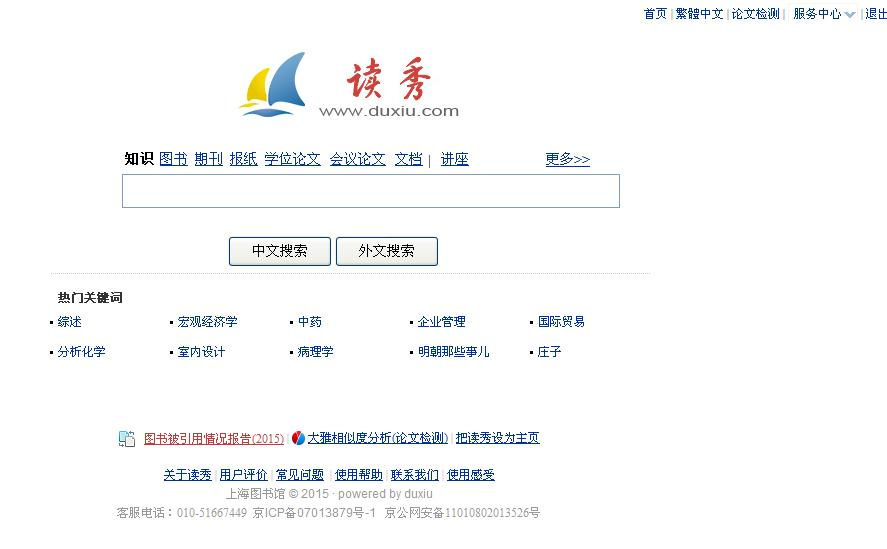 首页 | 繁體中文 | 论文检测 | 服务中心 | 退出
读秀
www.duxiu.com
知识 图书 期刊 报纸 学位论文 会议论文 文档 | 讲座 更多>>
中文搜索 外文搜索
热门关键词
综述 宏观经济学 中药 企业管理 国际贸易
分析化学 室内设计 病理学 明朝那些事儿 庄子
图书被引用情况报告(2015) | 大雅相似度分析(论文检测) | 把读秀设为主页
关于读秀 | 用户评价 | 常见问题 | 使用帮助 | 联系我们 | 使用感受
上海图书馆 © 2015 · powered by duxiu
客服电话：010-51667449 京ICP备07013879号-1 京公网安备11010802013526号